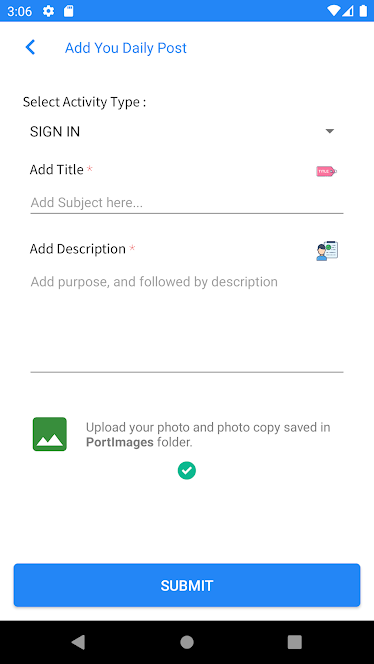 3:06
Add You Daily Post
Select Activity Type :
SIGN IN
Add Title *
TITLE
Add Subject here...
Add Description *
Add purpose, and followed by description
Upload your photo and photo copy saved in
PortImages folder.
SUBMIT